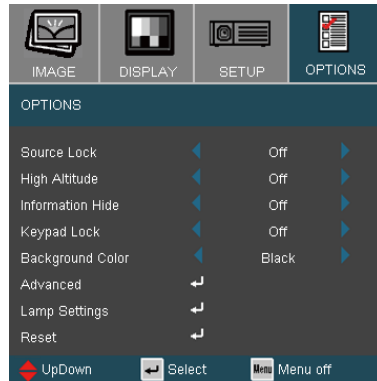 IMAGE DISPLAY SETUP OPTIONS
OPTIONS
Source Lock Off
High Altitude Off
Information Hide Off
Keypad Lock Off
Background Color Black
Advanced
Lamp Settings
Reset
UpDown Select Menu Menu off